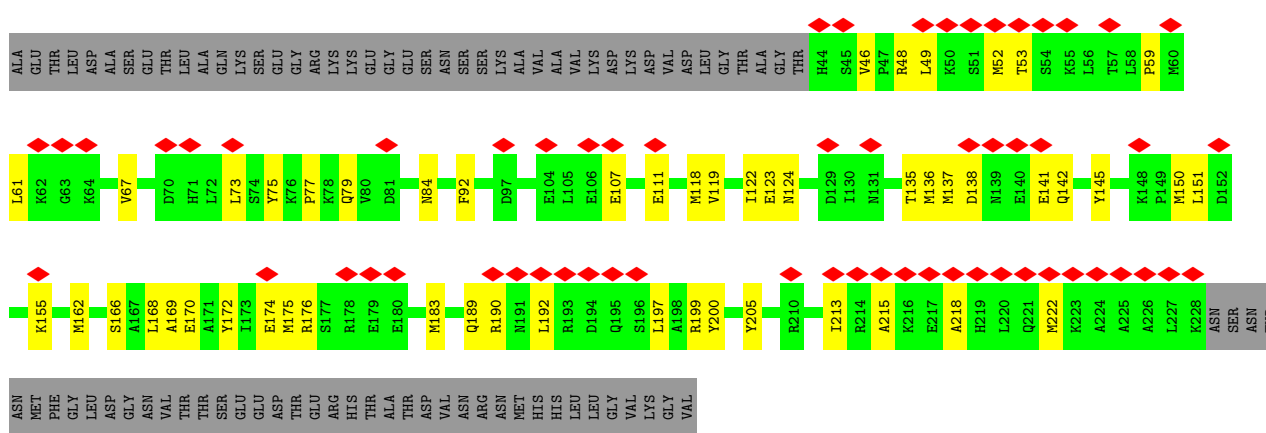 ALA GLU THR LEU ASP ALA SER GLU THR LEU ALA GLN LYS SER GLU GLY ARG LYS LYS GLU GLY GLU SER ASN SER SER LYS ALA VAL ALA VAL LYS ASP LYS ASP VAL ASP LEU GLY THR ALA GLY THR H44 S45 V46 P47 R48 L49 K50 S51 M52 T53 S54 K55 L56 T57 L58 P59 M60
L61 K62 G63 K64 V67 D70 H71 L72 L73 S74 Y75 K76 P77 K78 Q79 V80 D81 N84 F92 D97 E104 L105 E106 E107 E111 M118 V119 I122 E123 N124 D129 I130 N131 T135 M136 M137 D138 N139 E140 E141 Q142 Y145 K148 P149 M150 L151 D152
K155 M162 S166 A167 L168 A169 E170 A171 Y172 I173 E174 M175 R176 S177 R178 E179 E180 M183 Q189 R190 N191 L192 R193 D194 Q195 S196 L197 A198 R199 Y200 Y205 R210 I213 R214 A215 K216 E217 A218 H219 L220 Q221 M222 K223 A224 A225 A226 L227 K228 ASN SER ASN
ASN MET PHE GLY LEU ASP GLY ASN VAL THR THR SER GLU GLU ASP THR GLU ARG HIS THR ALA THR ASP VAL ASN ARG ASN MET HIS HIS LEU LEU GLY VAL LYS GLY VAL